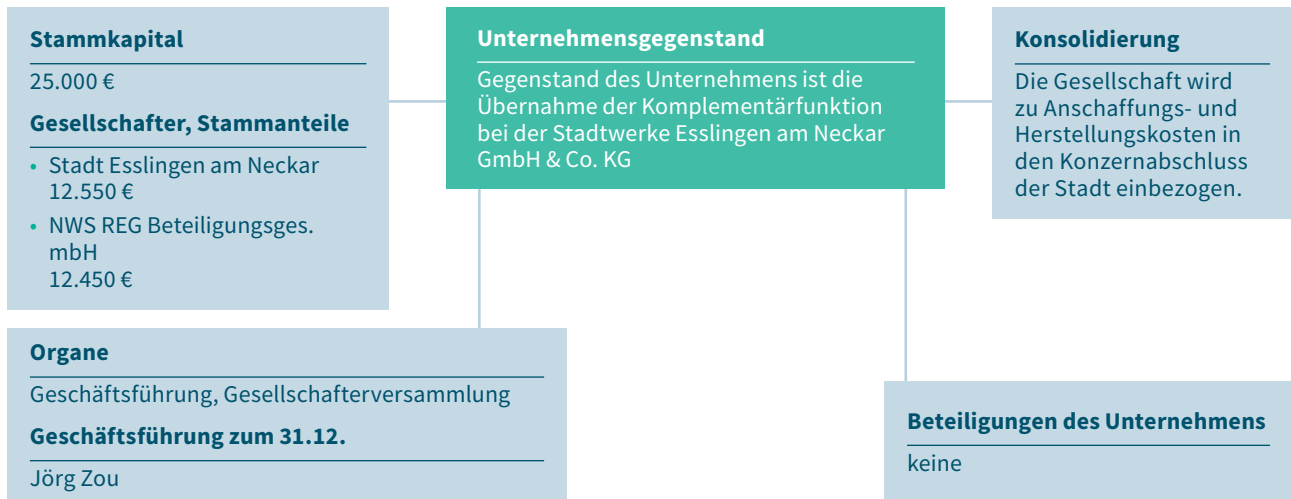 Stammkapital
25.000 €
Gesellschafter, Stammanteile
• Stadt Esslingen am Neckar
12.550 €
• NWS REG Beteiligungsges.
mbH
12.450 €
Unternehmensgegenstand
Gegenstand des Unternehmens ist die
Übernahme der Komplementärfunktion
bei der Stadtwerke Esslingen am Neckar
GmbH & Co. KG
Konsolidierung
Die Gesellschaft wird
zu Anschaffungs- und
Herstellungskosten in
den Konzernabschluss
der Stadt einbezogen.
Organe
Geschäftsführung, Gesellschafterversammlung
Geschäftsführung zum 31.12.
Jörg Zou
Beteiligungen des Unternehmens
keine